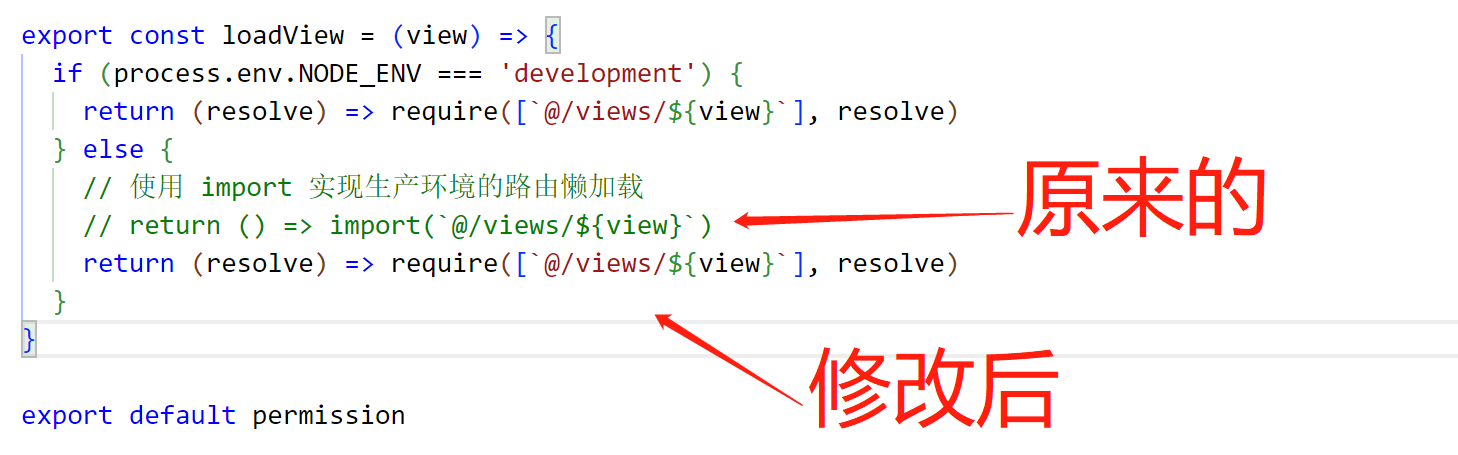 export const loadView = (view) => {
if (process.env.NODE_ENV === 'development') {
return (resolve) => require([`@/views/${view}`], resolve)
} else {
// 使用 import 实现生产环境的路由懒加载
// return () => import(`@/views/${view}`)
原来的
return (resolve) => require([`@/views/${view}`], resolve)
}
}
修改后
export default permission